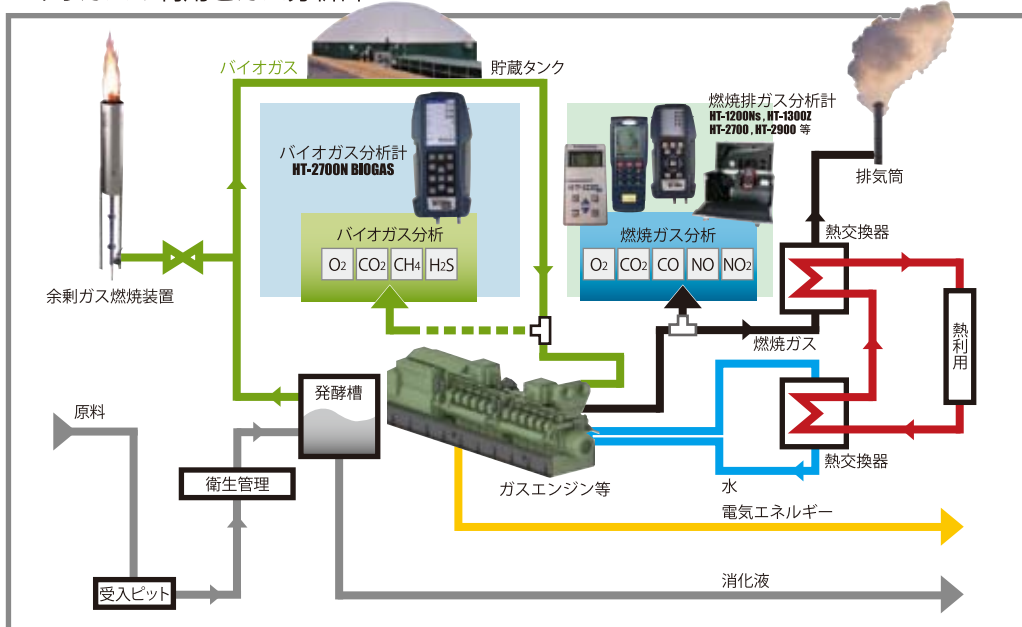 バイオガス
貯蔵タンク
燃焼排ガス分析計
HT-1200Ns , HT-1300Z
HT-2700 , HT-2900 等
バイオガス分析計
HT-2700N BIOGAS
排気筒
バイオガス分析
O2 CO2 CH4 H2S
燃焼ガス分析
O2 CO2 CO NO NO2
熱交換器
余剰ガス燃焼装置
燃焼ガス
熱利用
発酵槽
原料
熱交換器
衛生管理
ガスエンジン等
水
電気エネルギー
消化液
受入ピット